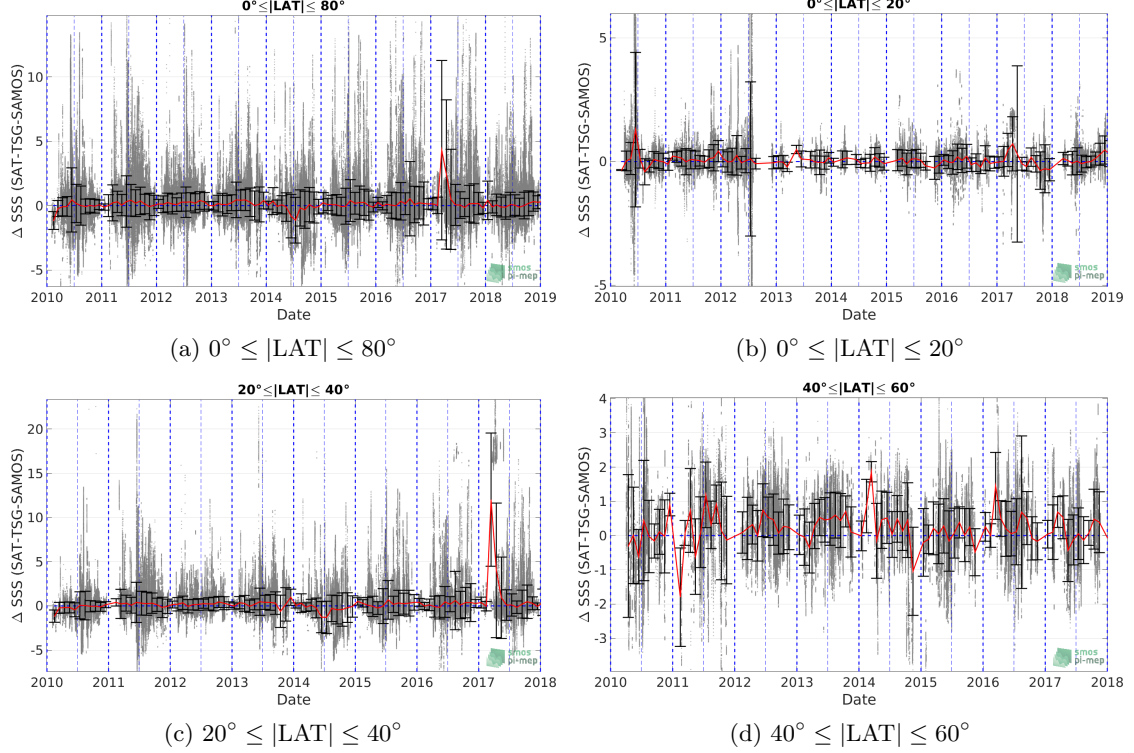 0°≤|LAT|≤ 80°
Δ SSS (SAT-TSG-SAMOS)
10
5
0
-5
2010 2011 2012 2013 2014 2015 2016 2017 2018 2019
Date
smos
pi-mep
(a) 0° ≤ |LAT| ≤ 80°
0°≤|LAT|≤ 20°
Δ SSS (SAT-TSG-SAMOS)
5
0
-5
2010 2011 2012 2013 2014 2015 2016 2017 2018 2019
Date
smos
pi-mep
(b) 0° ≤ |LAT| ≤ 20°
20°≤|LAT|≤ 40°
Δ SSS (SAT-TSG-SAMOS)
20
15
10
5
0
-5
2010 2011 2012 2013 2014 2015 2016 2017 2018
Date
smos
pi-mep
(c) 20° ≤ |LAT| ≤ 40°
40°≤|LAT|≤ 60°
Δ SSS (SAT-TSG-SAMOS)
4
3
2
1
0
-1
-2
-3
2010 2011 2012 2013 2014 2015 2016 2017 2018
Date
smos
pi-mep
(d) 40° ≤ |LAT| ≤ 60°